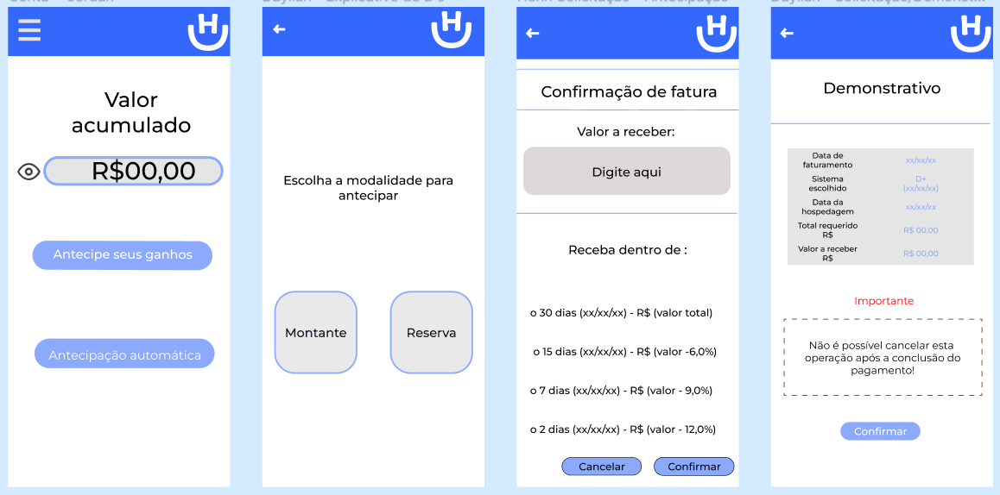 Valor
acumulado
R$00,00
Antecipe seus ganhos
Antecipação automática
Escolha a modalidade para
antecipar
Montante
Reserva
Confirmação de fatura
Valor a receber:
Digite aqui
Receba dentro de :
o 30 dias (xx/xx/xx) - R$ (valor total)
o 15 dias (xx/xx/xx) - R$ (valor -6,0%)
o 7 dias (xx/xx/xx) - R$ (valor - 9,0%)
o 2 dias (xx/xx/xx) - R$ (valor - 12,0%)
Cancelar
Confirmar
Demonstrativo
Data de
faturamento
xx/xx/xx
Sistema
escolhido
D+
(xx/xx/xx)
Data da
hospedagem
xx/xx/xx
Total requerido
R$
R$ 00,00
Valor a receber
R$
R$ 00,00
Importante
Não é possível cancelar esta
operação após a conclusão do
pagamento!
Confirmar